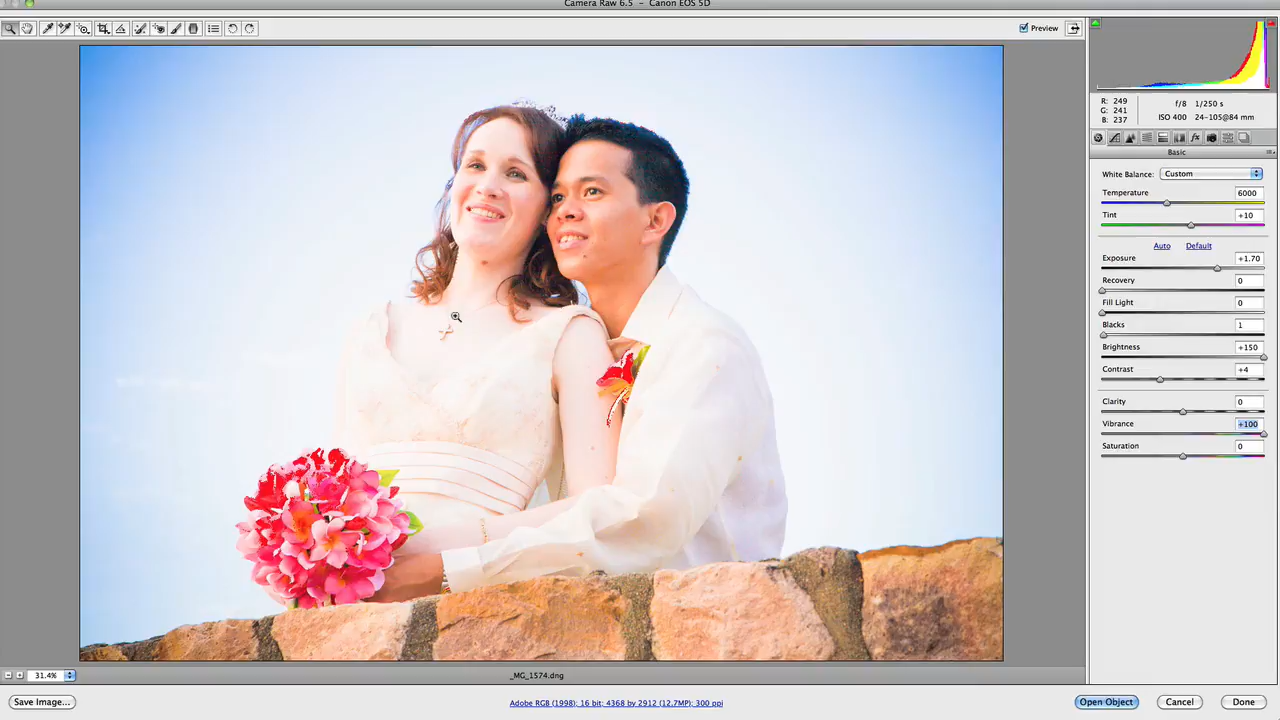 Camera Raw 6.5 - Canon EOS 5D
Preview
R: 249
G: 241
B: 237
f/8 1/250 s
ISO 400 24-105@84 mm
Basic
White Balance: Custom
Temperature 6000
Tint +10
Auto Default
Exposure +1.70
Recovery 0
Fill Light 0
Blacks 1
Brightness +150
Contrast +4
Clarity 0
Vibrance +100
Saturation 0
31.4%
_MG_1574.dng
Save Image...
Adobe RGB (1998); 16 bit; 4368 by 2912 (12.7MP); 300 ppi
Open Object
Cancel
Done